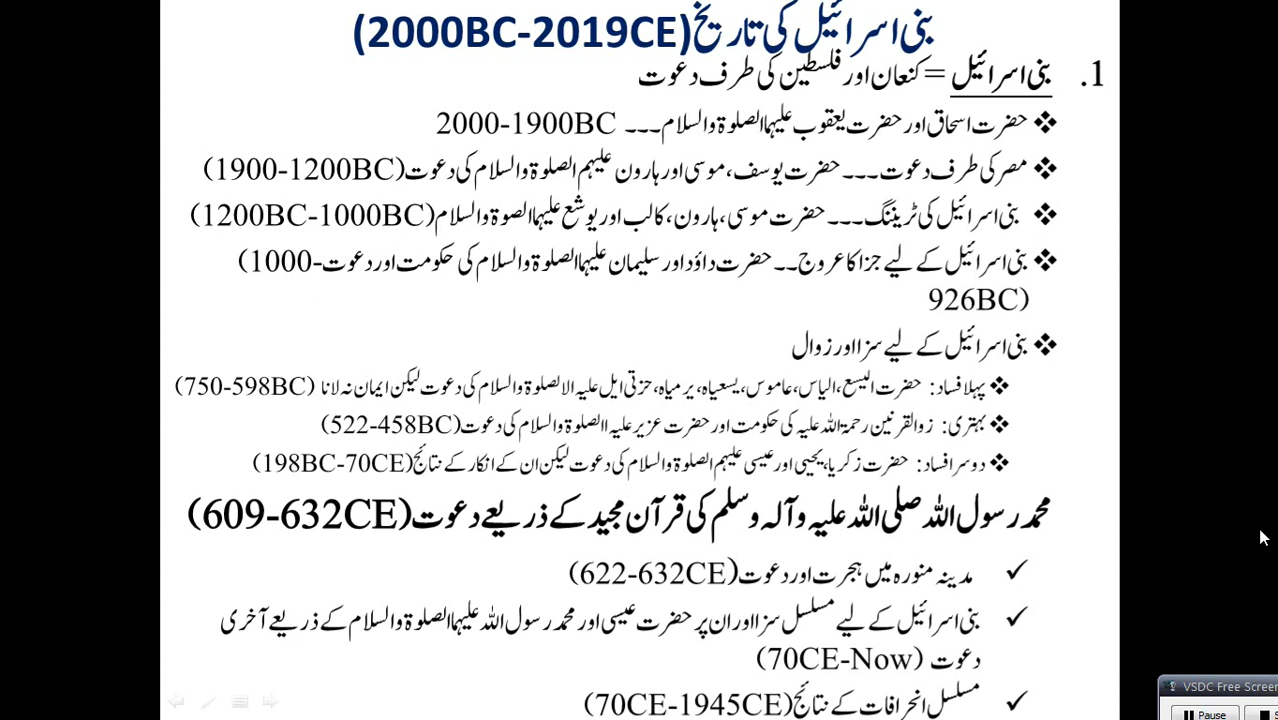 بنی اسرائیل کی تاریخ (2000BC-2019CE)
1. بنی اسرائیل = کنعان اور فلسطین کی طرف دعوت
❖ حضرت اسحاق اور حضرت یعقوب علیہما الصلوۃ والسلام ۔۔۔ 2000-1900BC
❖ مصر کی طرف دعوت ۔۔۔ حضرت یوسف، موسی اور ہارون علیہم الصلوۃ والسلام کی دعوت (1900-1200BC)
❖ بنی اسرائیل کی ٹریننگ ۔۔۔ حضرت موسی، ہارون، کالب اور یوشع علیہما الصوۃ والسلام (1200BC-1000BC)
❖ بنی اسرائیل کے لیے جزا کا عروج ۔۔ حضرت داؤد اور سلیمان علیہما الصلوۃ والسلام کی حکومت اور دعوت (1000-
926BC)
❖ بنی اسرائیل کے لیے سزا اور زوال
❖ پہلا فساد: حضرت الیسع، الیاس، عاموس، یسعیاہ، یرمیاہ، حزقی ایل علیہ الا الصلوۃ والسلام کی دعوت لیکن ایمان نہ لانا (750-598BC)
❖ بہتری: زوالقرنین رحمۃ اللہ علیہ کی حکومت اور حضرت عزیر علیہ ا الصلوۃ والسلام کی دعوت (522-458BC)
❖ دوسرا فساد: حضرت زکریا، یحیی اور عیسی علیہم الصلوۃ والسلام کی دعوت لیکن ان کے انکار کے نتائج (198BC-70CE)
محمد رسول اللہ صلی اللہ علیہ وآلہ وسلم کی قرآن مجید کے ذریعے دعوت (609-632CE)
✓ مدینہ منورہ میں ہجرت اور دعوت (622-632CE)
✓ بنی اسرائیل کے لیے مسلسل سزا اور ان پر حضرت عیسی اور محمد رسول اللہ علیہما الصلوۃ والسلام کے ذریعے آخری
دعوت (70CE-Now)
✓ مسلسل انحرافات کے نتائج (70CE-1945CE)
VSDC Free Screen
Pause